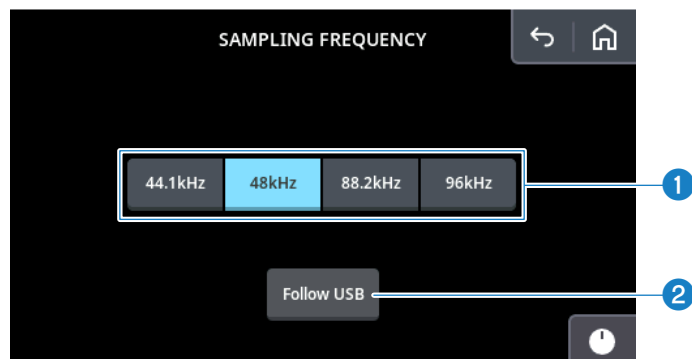 SAMPLING FREQUENCY
44.1kHz 48kHz 88.2kHz 96kHz
1
Follow USB
2